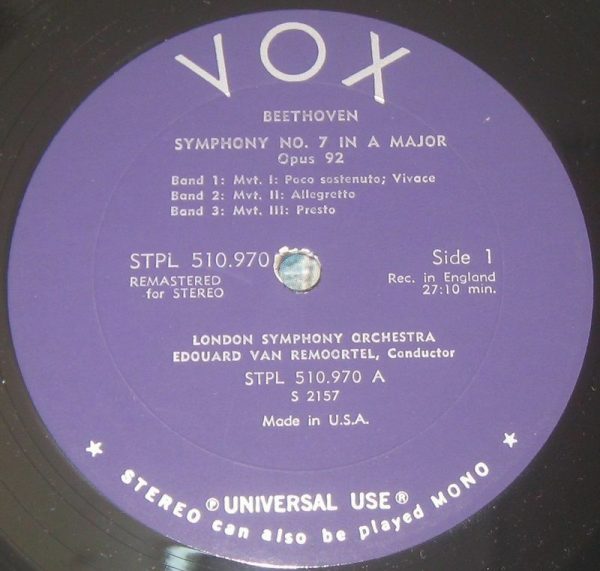 VOX
BEETHOVEN
SYMPHONY NO. 7 IN A MAJOR
Opus 92
Band 1: Mvt. I: Poco sostenuto; Vivace
Band 2: Mvt. II: Allegretto
Band 3: Mvt. III: Presto
STPL 510.970
REMASTERED
for STEREO
Side 1
Rec. in England
27:10 min.
LONDON SYMPHONY ORCHESTRA
EDOUARD VAN REMOORTEL, Conductor
STPL 510.970 A
S 2157
Made in U.S.A.
℗ UNIVERSAL USE®
★ STEREO can also be played MONO ★